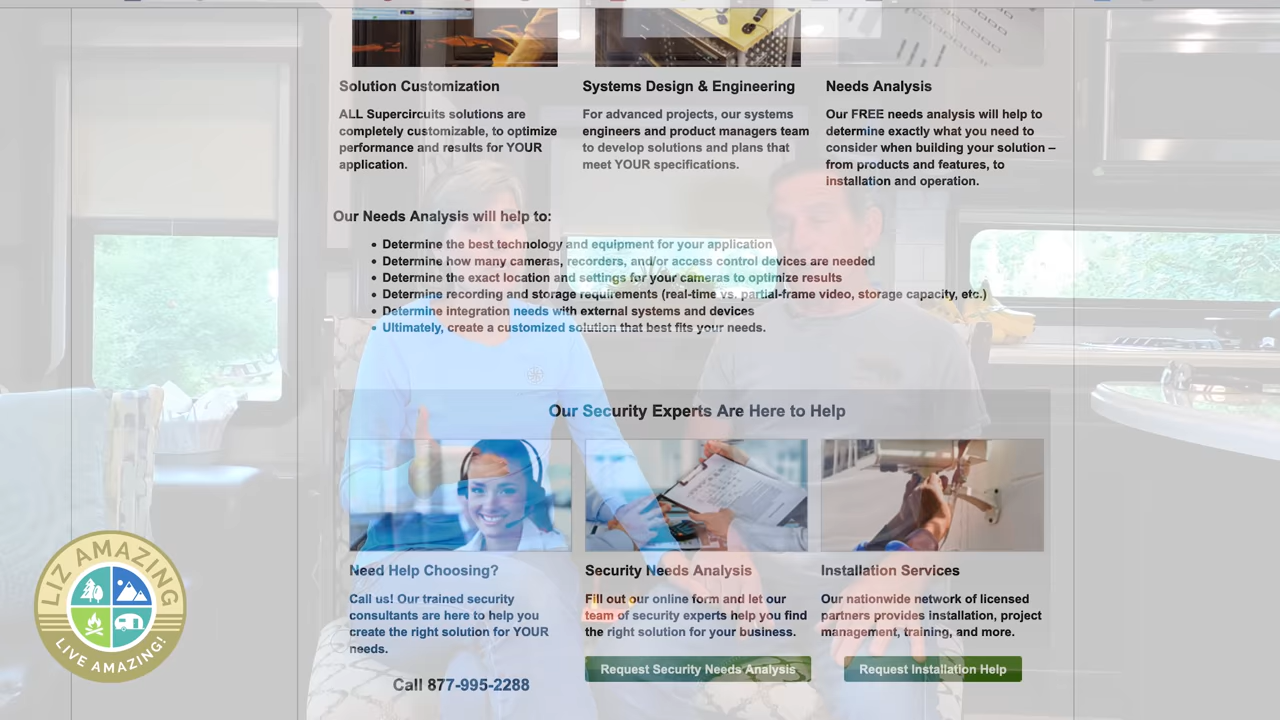 Solution Customization
Systems Design & Engineering
Needs Analysis
ALL Supercircuits solutions are
completely customizable, to optimize
performance and results for YOUR
application.
For advanced projects, our systems
engineers and product managers team
to develop solutions and plans that
meet YOUR specifications.
Our FREE needs analysis will help to
determine exactly what you need to
consider when building your solution –
from products and features, to
installation and operation.
Our Needs Analysis will help to:
• Determine the best technology and equipment for your application
• Determine how many cameras, recorders, and/or access control devices are needed
• Determine the exact location and settings for your cameras to optimize results
• Determine recording and storage requirements (real-time vs. partial-frame video, storage capacity, etc.)
• Determine integration needs with external systems and devices
• Ultimately, create a customized solution that best fits your needs.
Our Security Experts Are Here to Help
Need Help Choosing?
Call us! Our trained security
consultants are here to help you
create the right solution for YOUR
needs.
Call 877-995-2288
Security Needs Analysis
Fill out our online form and let our
team of security experts help you find
the right solution for your business.
Request Security Needs Analysis
Installation Services
Our nationwide network of licensed
partners provides installation, project
management, training, and more.
Request Installation Help
LIZ AMAZING
LIVE AMAZING!